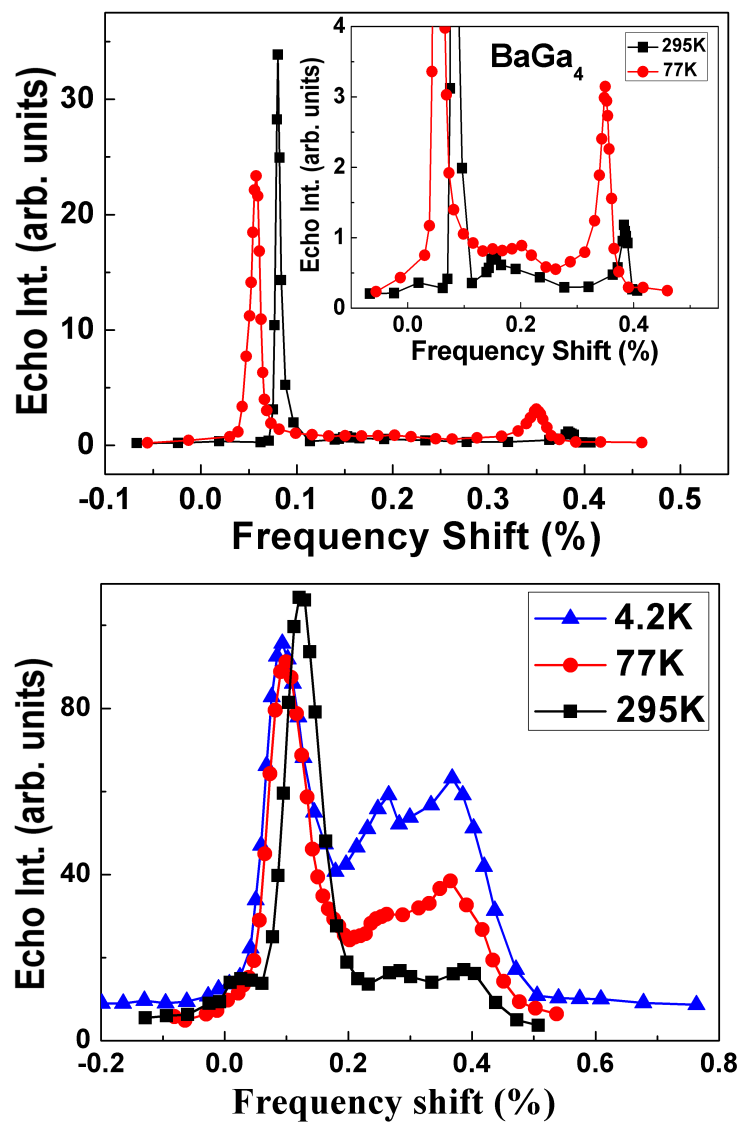 Echo Int. (arb. units)
30
20
10
0
-0.1
0.0
0.1
0.2
0.3
0.4
0.5
Frequency Shift (%)
BaGa4
295K
77K
Echo Int. (arb. units)
4
3
2
1
0
0.0
0.2
0.4
Frequency Shift (%)
4.2K
77K
295K
Echo Int. (arb. units)
80
40
0
-0.2
0.0
0.2
0.4
0.6
0.8
Frequency shift (%)